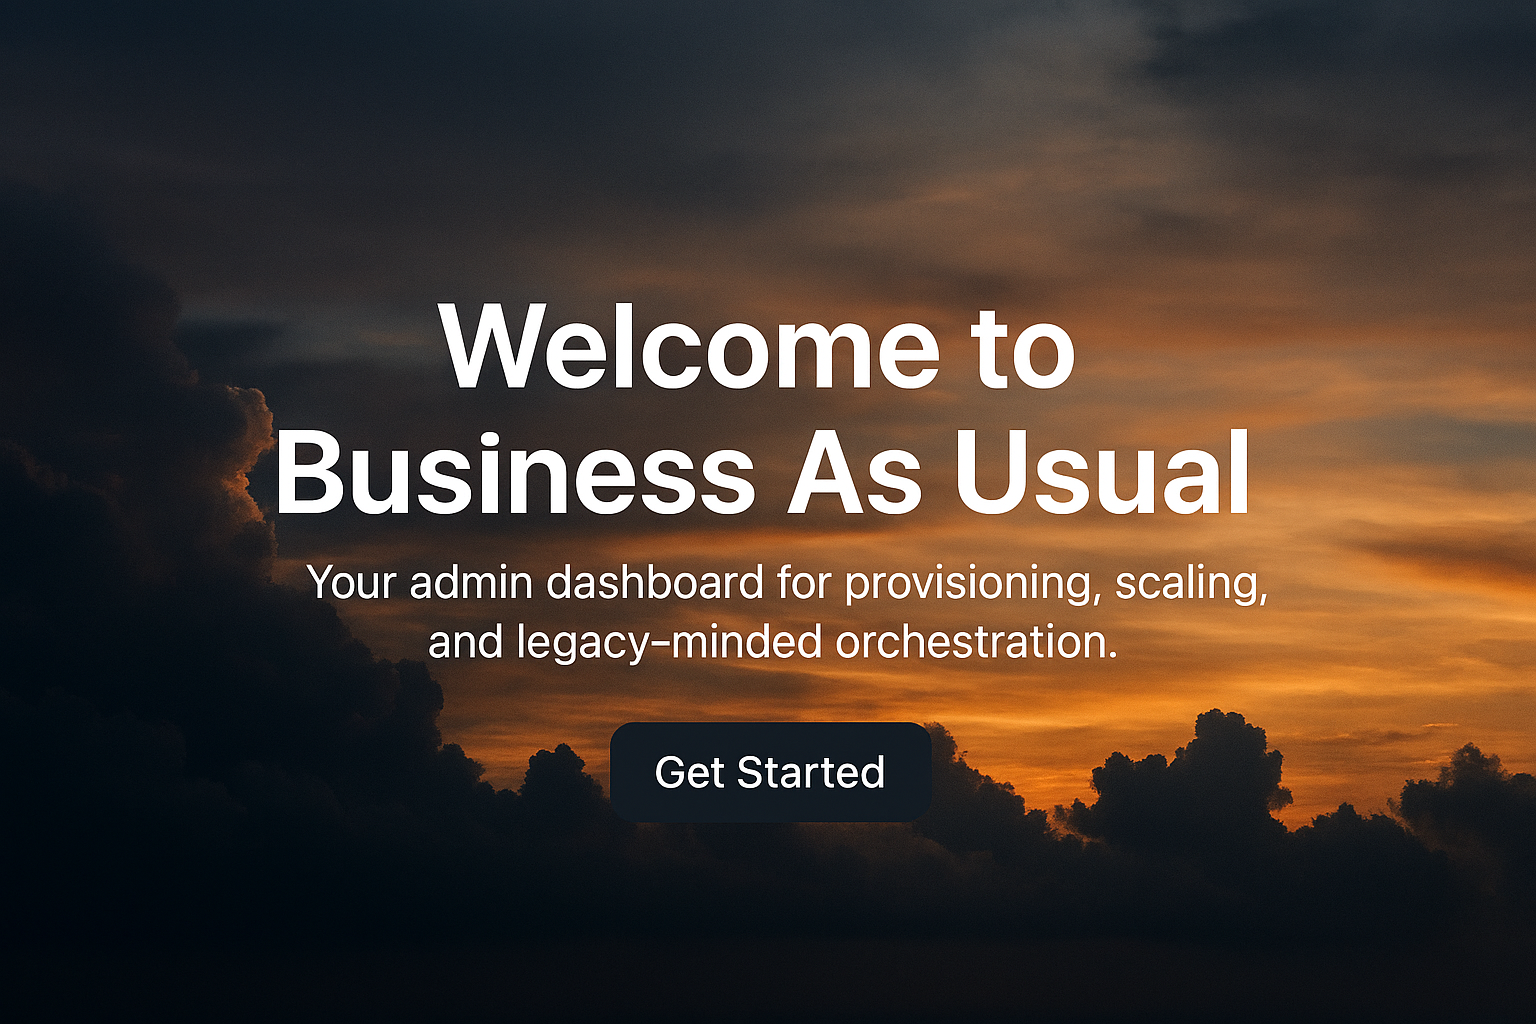 Welcome to
Business As Usual
Your admin dashboard for provisioning, scaling,
and legacy-minded orchestration.
Get Started